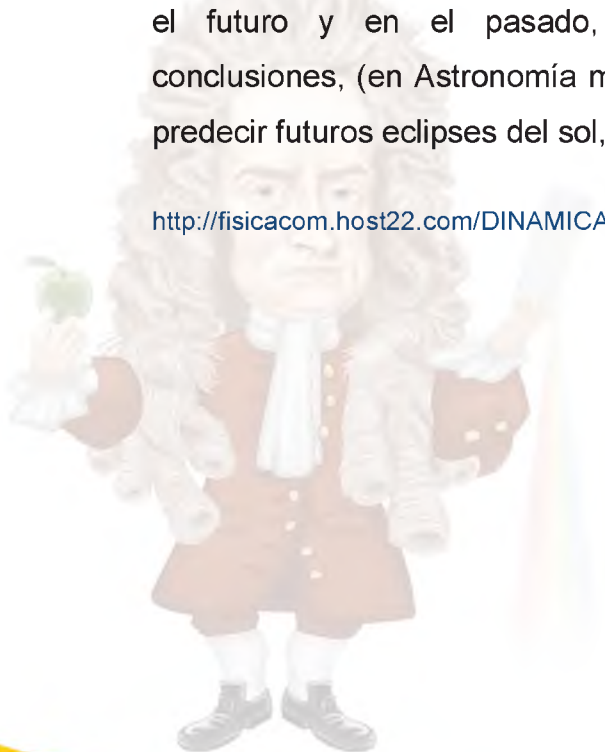 el futuro y en el pasado,
conclusiones, (en Astronomía
predecir futuros eclipses del sol,
http://fisicacom.host22.com/DINAMICA